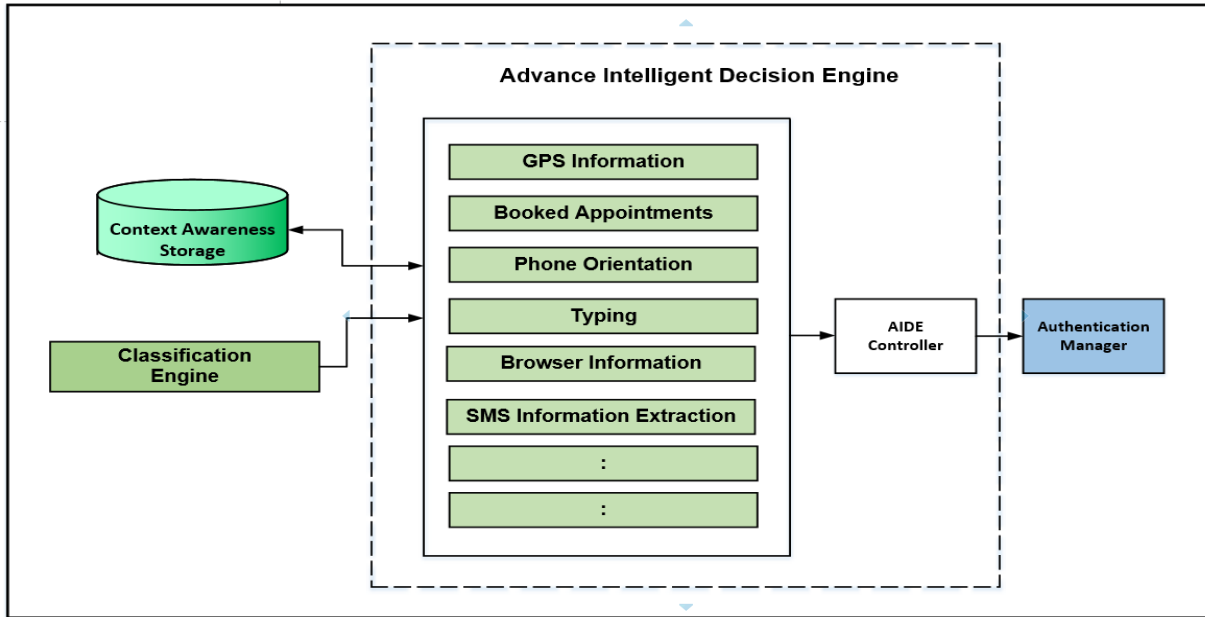 Advance Intelligent Decision Engine
GPS Information
Booked Appointments
Phone Orientation
Typing
Browser Information
SMS Information Extraction
:
:
Context Awareness
Storage
Classification
Engine
AIDE
Controller
Authentication
Manager